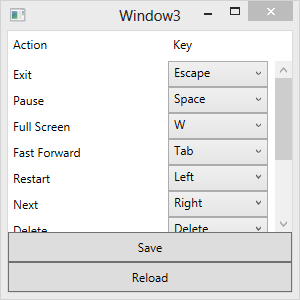 Window3
Action Key
Exit Escape
Pause Space
Full Screen W
Fast Forward Tab
Restart Left
Next Right
Delete Delete
Save
Reload